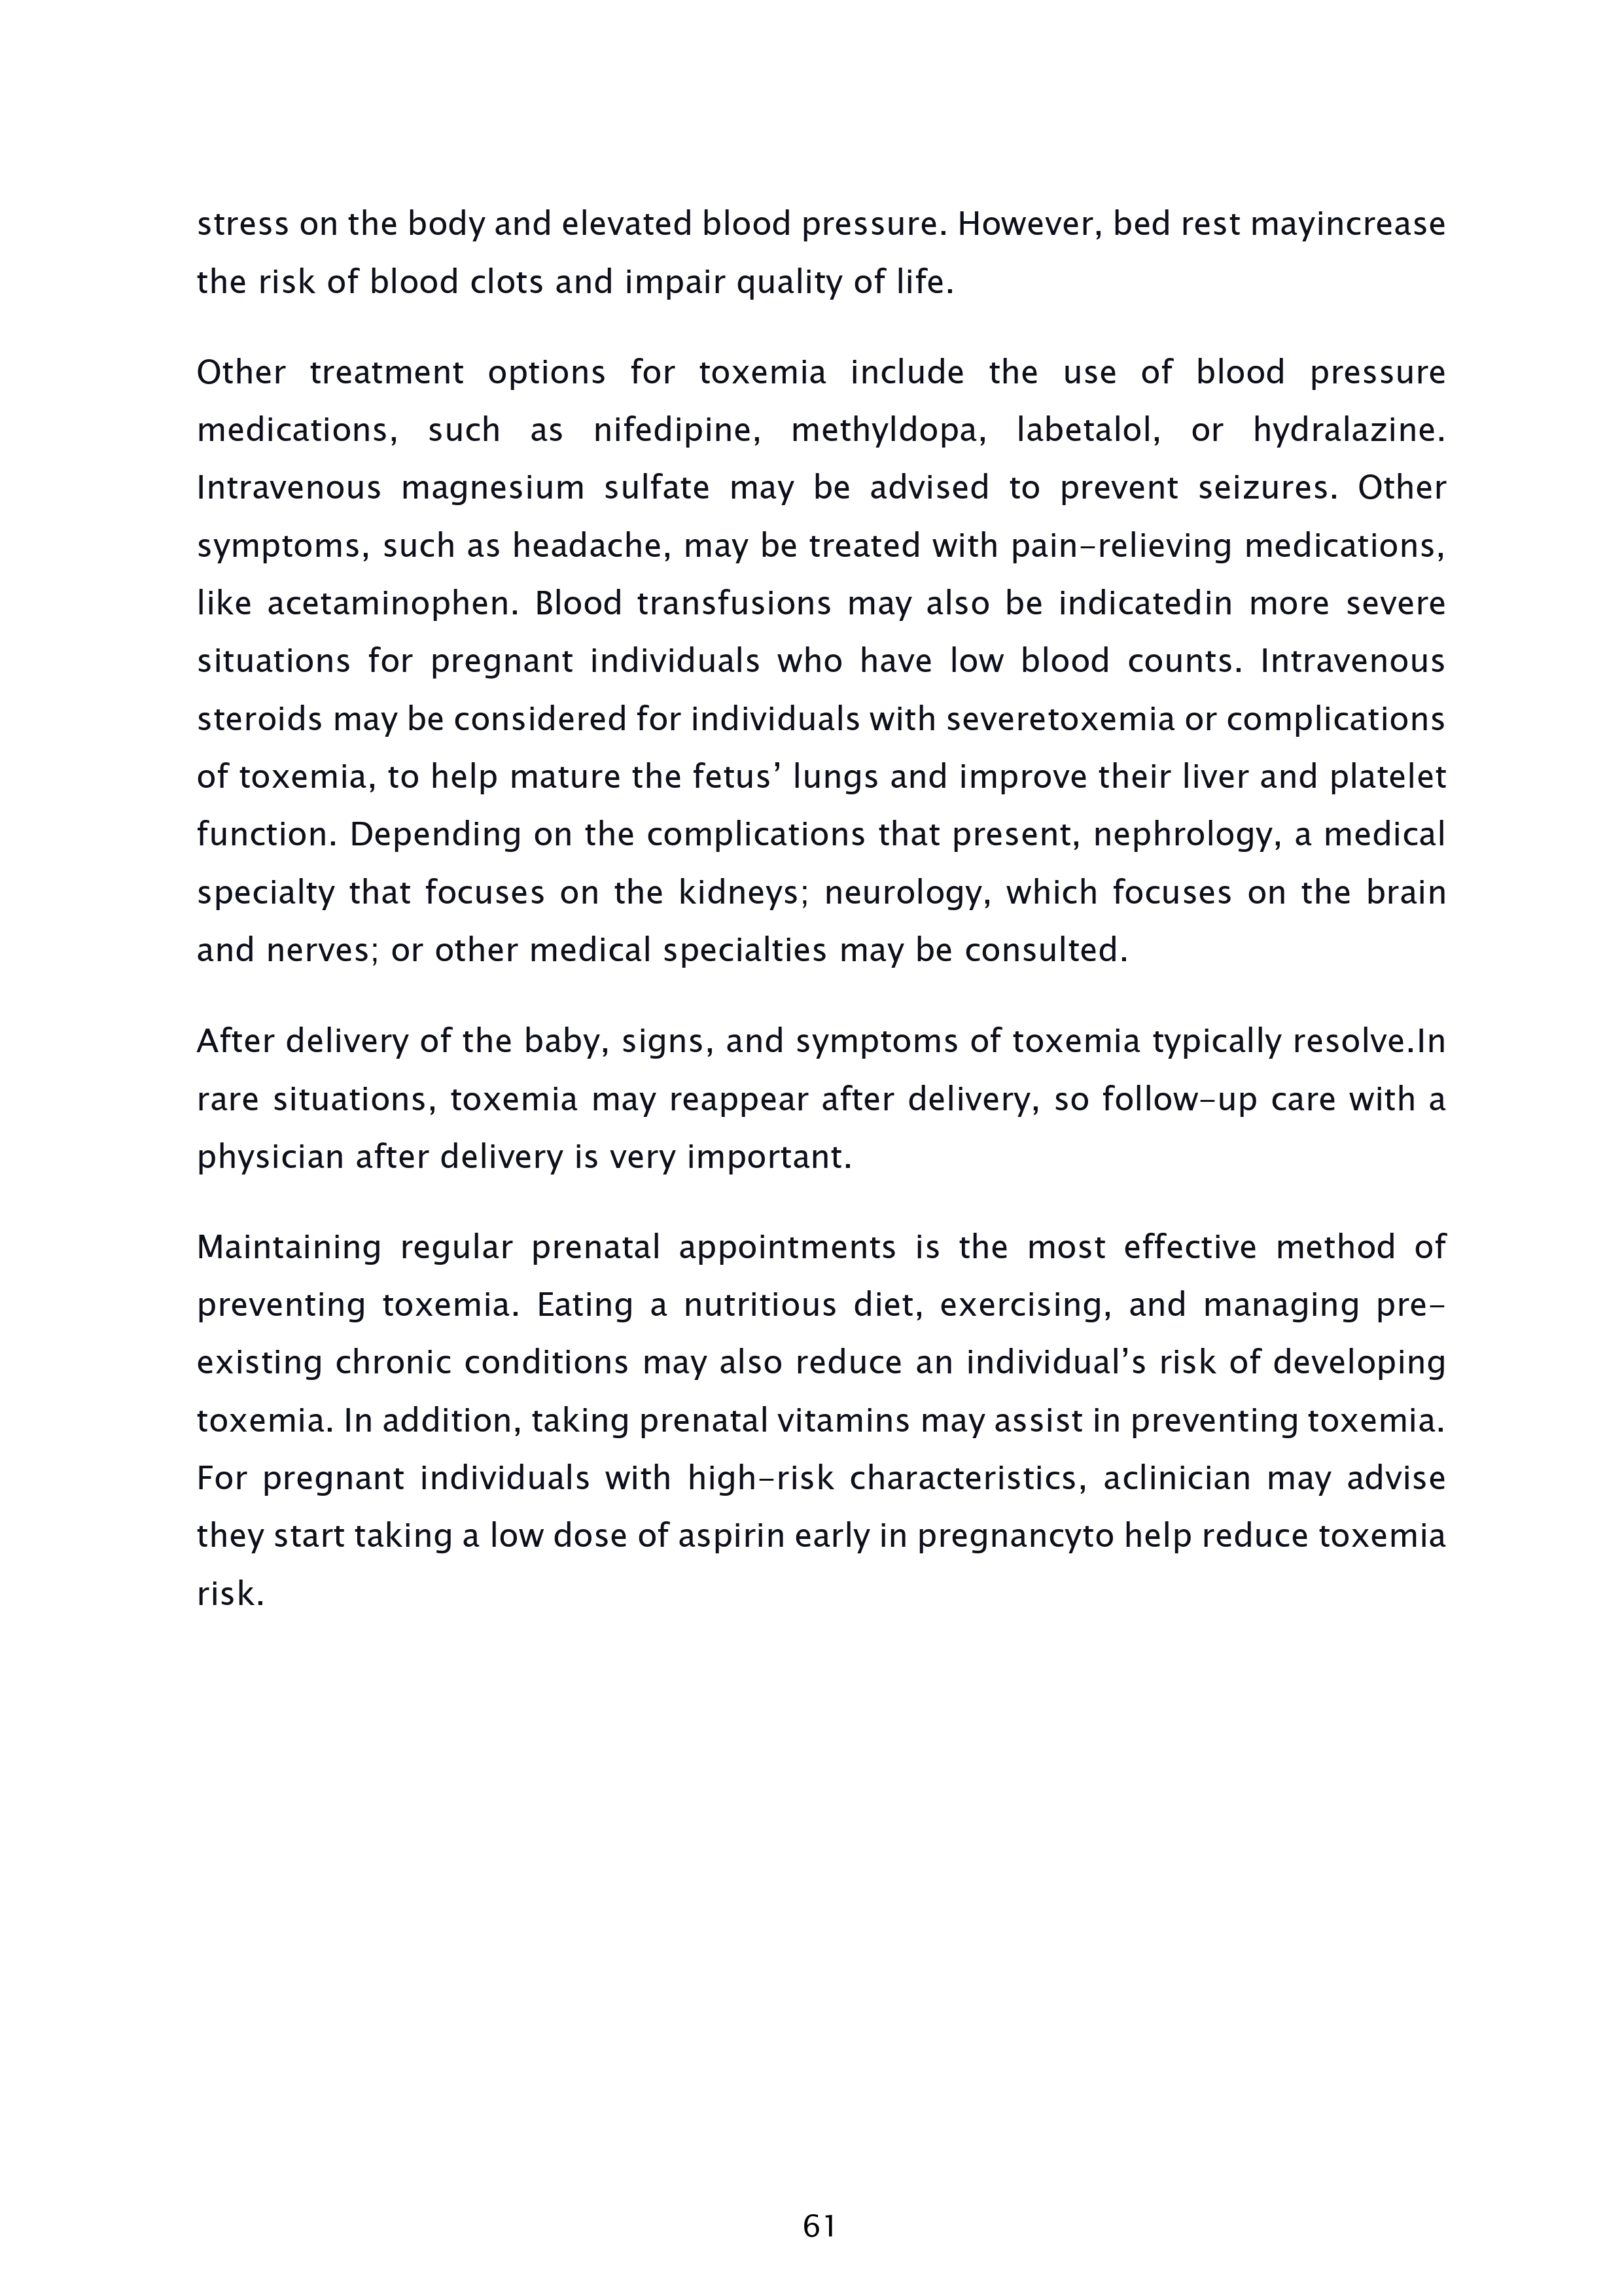 stress on the body and elevated blood pressure. However, bed rest mayincrease
the risk of blood clots and impair quality of life.
Other treatment options for toxemia include the use of blood pressure
medications, such as nifedipine, methyldopa, labetalol, or hydralazine.
Intravenous magnesium sulfate may be advised to prevent seizures. Other
symptoms, such as headache, may be treated with pain-relieving medications,
like acetaminophen. Blood transfusions may also be indicatedin more severe
situations for pregnant individuals who have low blood counts. Intravenous
steroids may be considered for individuals with severetoxemia or complications
of toxemia, to help mature the fetus’ lungs and improve their liver and platelet
function. Depending on the complications that present, nephrology, a medical
specialty that focuses on the kidneys; neurology, which focuses on the brain
and nerves; or other medical specialties may be consulted.
After delivery of the baby, signs, and symptoms of toxemia typically resolve.In
rare situations, toxemia may reappear after delivery, so follow-up care with a
physician after delivery is very important.
Maintaining regular prenatal appointments is the most effective method of
preventing toxemia. Eating a nutritious diet, exercising, and managing pre-
existing chronic conditions may also reduce an individual’s risk of developing
toxemia. In addition, taking prenatal vitamins may assist in preventing toxemia.
For pregnant individuals with high-risk characteristics, aclinician may advise
they start taking a low dose of aspirin early in pregnancyto help reduce toxemia
risk.
61